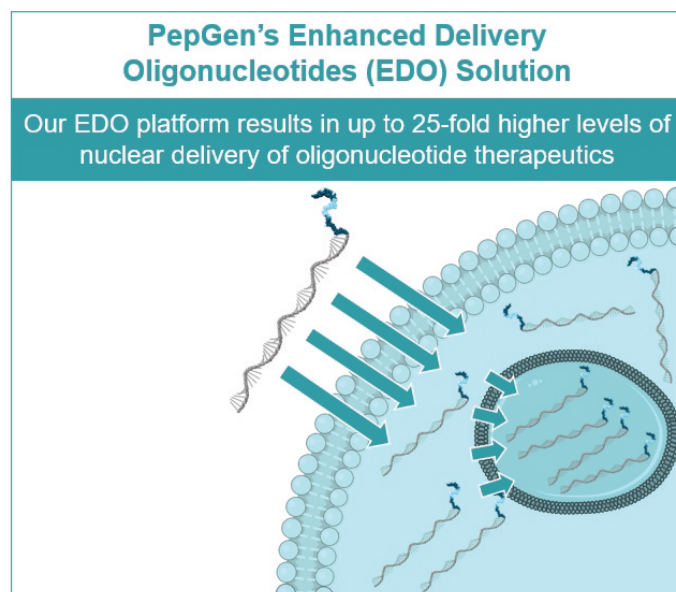 PepGen's Enhanced Delivery
Oligonucleotides (EDO) Solution
Our EDO platform results in up to 25-fold higher levels of
nuclear delivery of oligonucleotide therapeutics